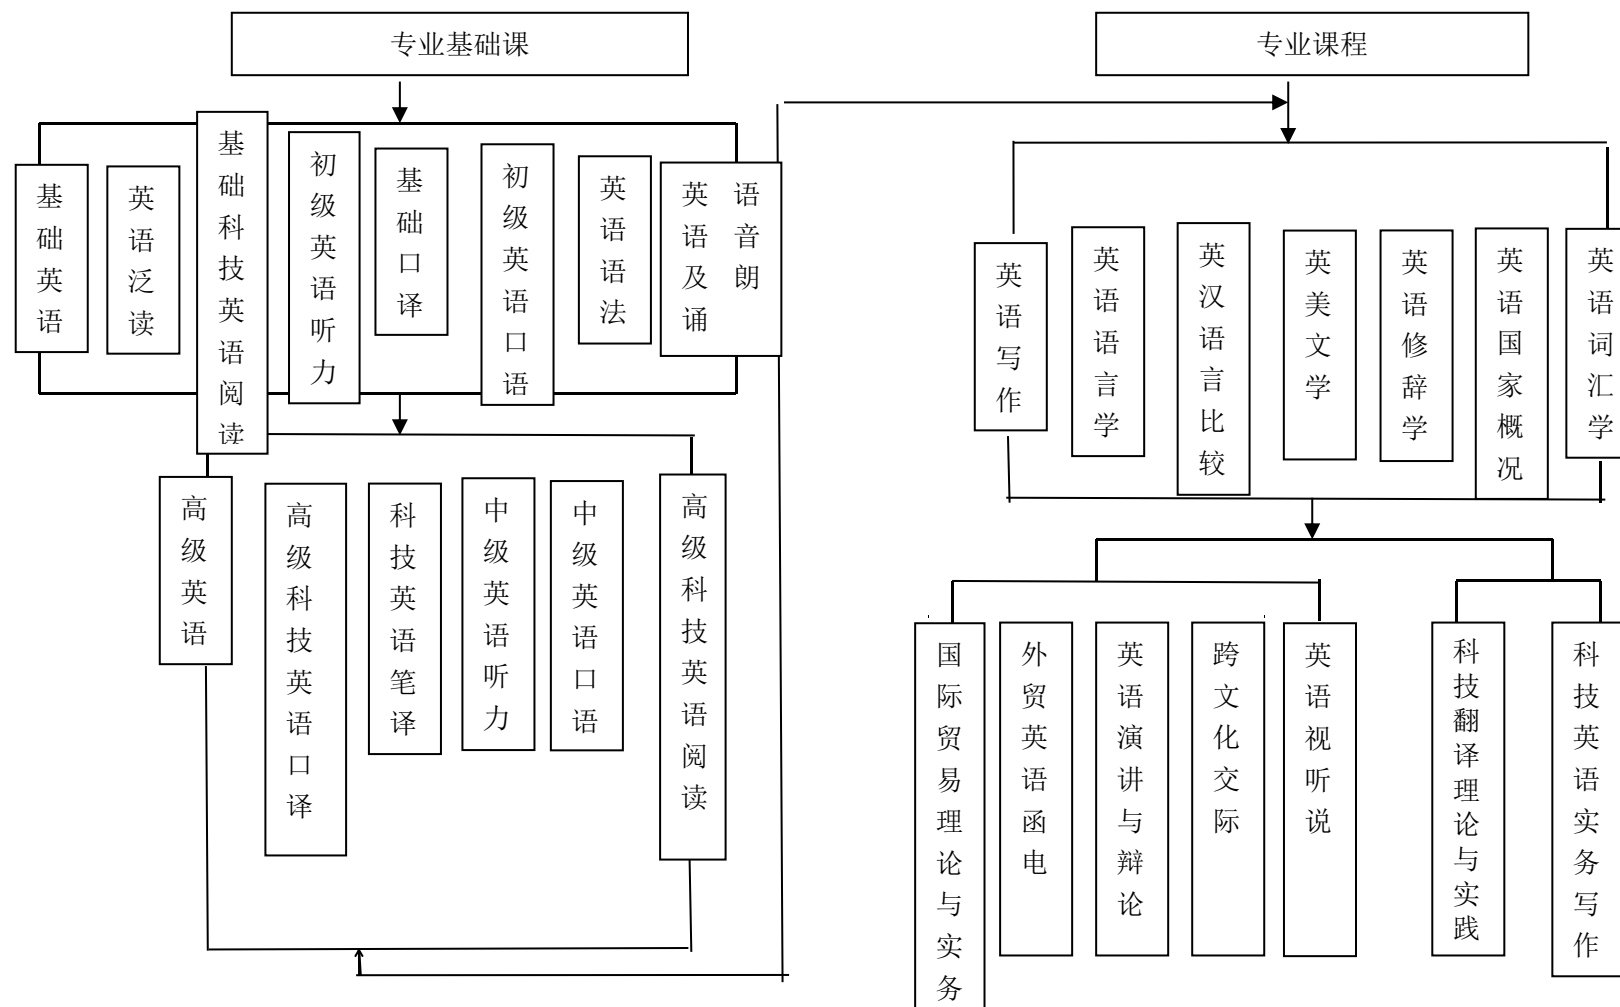 专业基础课
专业课程
基础英语
英语泛读
基础科技英语阅读
初级英语听力
基础口译
初级英语口语
英语语法
英语语音
及朗诵
英语写作
英语语言学
英汉语言比较
英美文学
英语修辞学
英语国家概况
英语词汇学
高级英语
高级科技英语口译
科技英语笔译
中级英语听力
中级英语口语
高级科技英语阅读
国际贸易理论与实务
外贸英语函电
英语演讲与辩论
跨文化交际
英语视听说
科技翻译理论与实践
科技英语实务写作